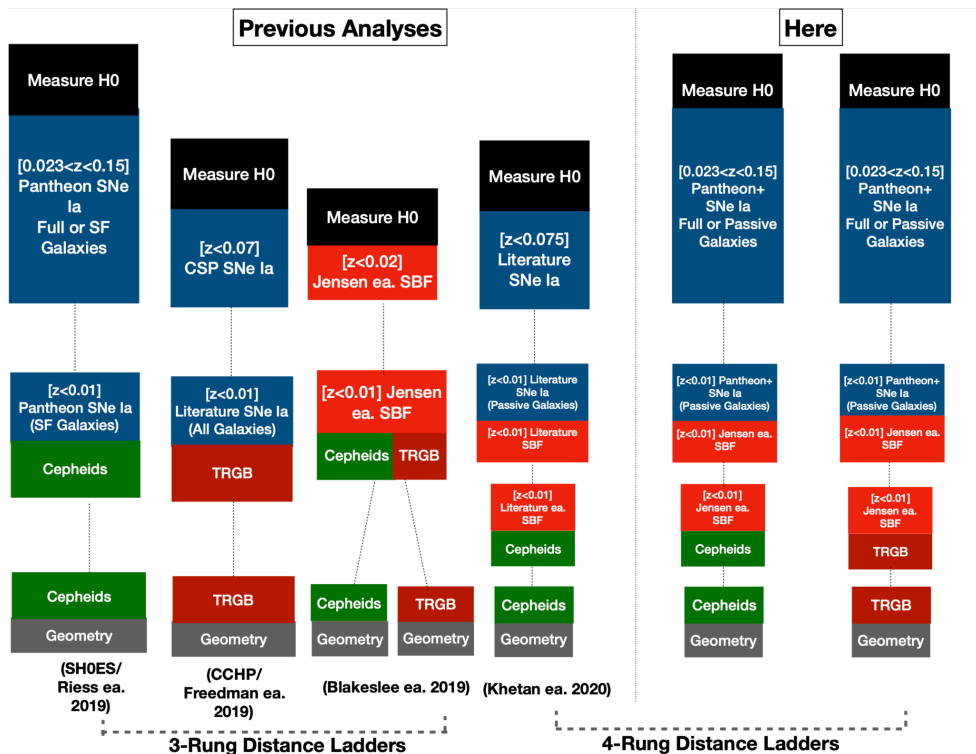 Previous Analyses
Here
Measure H0
[0.023<z<0.15]
Pantheon SNe
Ia
Full or SF
Galaxies
[z<0.01]
Pantheon SNe Ia
(SF Galaxies)
Cepheids
Cepheids
Geometry
(SH0ES/
Riess ea.
2019)
Measure H0
[z<0.07]
CSP SNe Ia
[z<0.01]
Literature SNe Ia
(All Galaxies)
TRGB
TRGB
Geometry
(CCHP/
Freedman ea.
2019)
Measure H0
[z<0.02]
Jensen ea. SBF
[z<0.01] Jensen
ea. SBF
Cepheids
TRGB
Cepheids
Geometry
TRGB
Geometry
(Blakeslee ea. 2019)
Measure H0
[z<0.075]
Literature
SNe Ia
[z<0.01] Literature
SNe Ia
(Passive Galaxies)
[z<0.01] Literature
SBF
[z<0.01]
Literature ea.
SBF
Cepheids
Cepheids
Geometry
(Khetan ea. 2020)
Measure H0
[0.023<z<0.15]
Pantheon+
SNe Ia
Full or Passive
Galaxies
[z<0.01] Pantheon+
SNe Ia
(Passive Galaxies)
[z<0.01] Jensen ea.
SBF
[z<0.01]
Jensen ea.
SBF
Cepheids
Cepheids
Geometry
Measure H0
[0.023<z<0.15]
Pantheon+
SNe Ia
Full or Passive
Galaxies
[z<0.01] Pantheon+
SNe Ia
(Passive Galaxies)
[z<0.01] Jensen ea.
SBF
[z<0.01]
Jensen ea.
SBF
TRGB
TRGB
Geometry
3-Rung Distance Ladders
4-Rung Distance Ladders